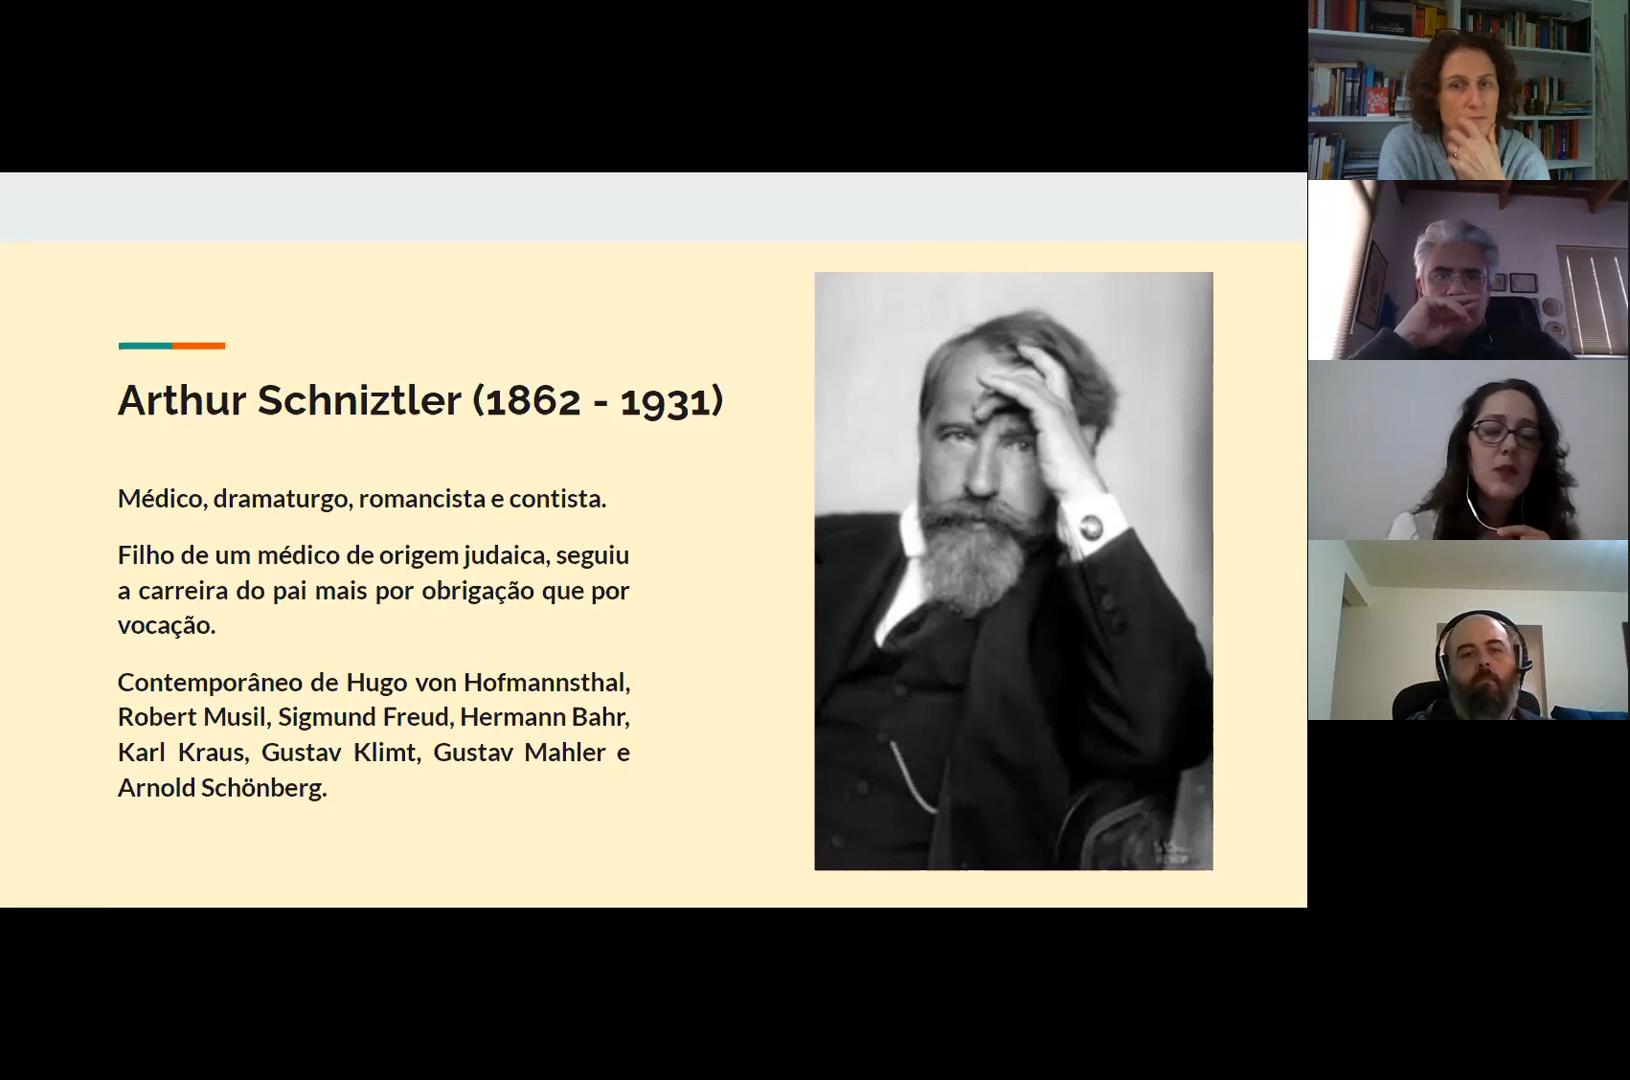 Arthur Schniztler (1862 - 1931)
Médico, dramaturgo, romancista e contista.
Filho de um médico de origem judaica, seguiu
a carreira do pai mais por obrigação que por
vocação.
Contemporâneo de Hugo von Hofmannsthal,
Robert Musil, Sigmund Freud, Hermann Bahr,
Karl Kraus, Gustav Klimt, Gustav Mahler e
Arnold Schönberg.